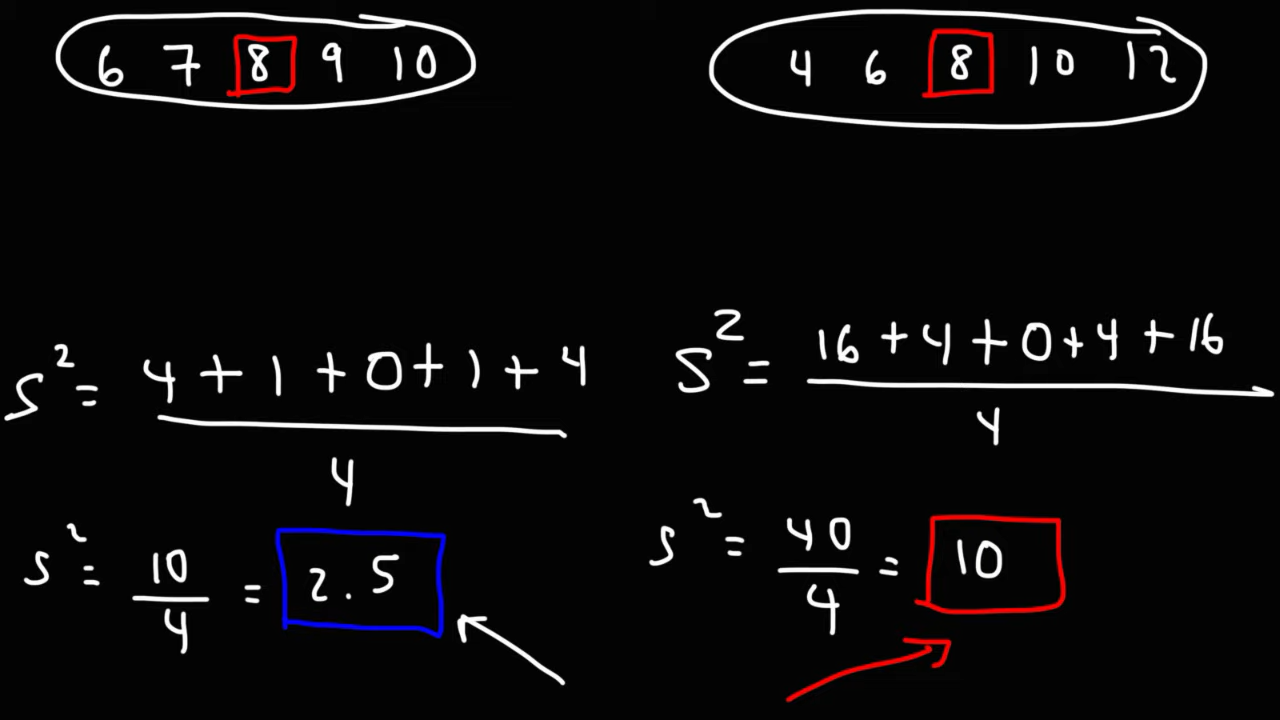 6 7 8 9 10
4 6 8 10 12
s² = (4 + 1 + 0 + 1 + 4) / 4
s² = 10 / 4 = 2.5
s² = (16 + 4 + 0 + 4 + 16) / 4
s² = 40 / 4 = 10